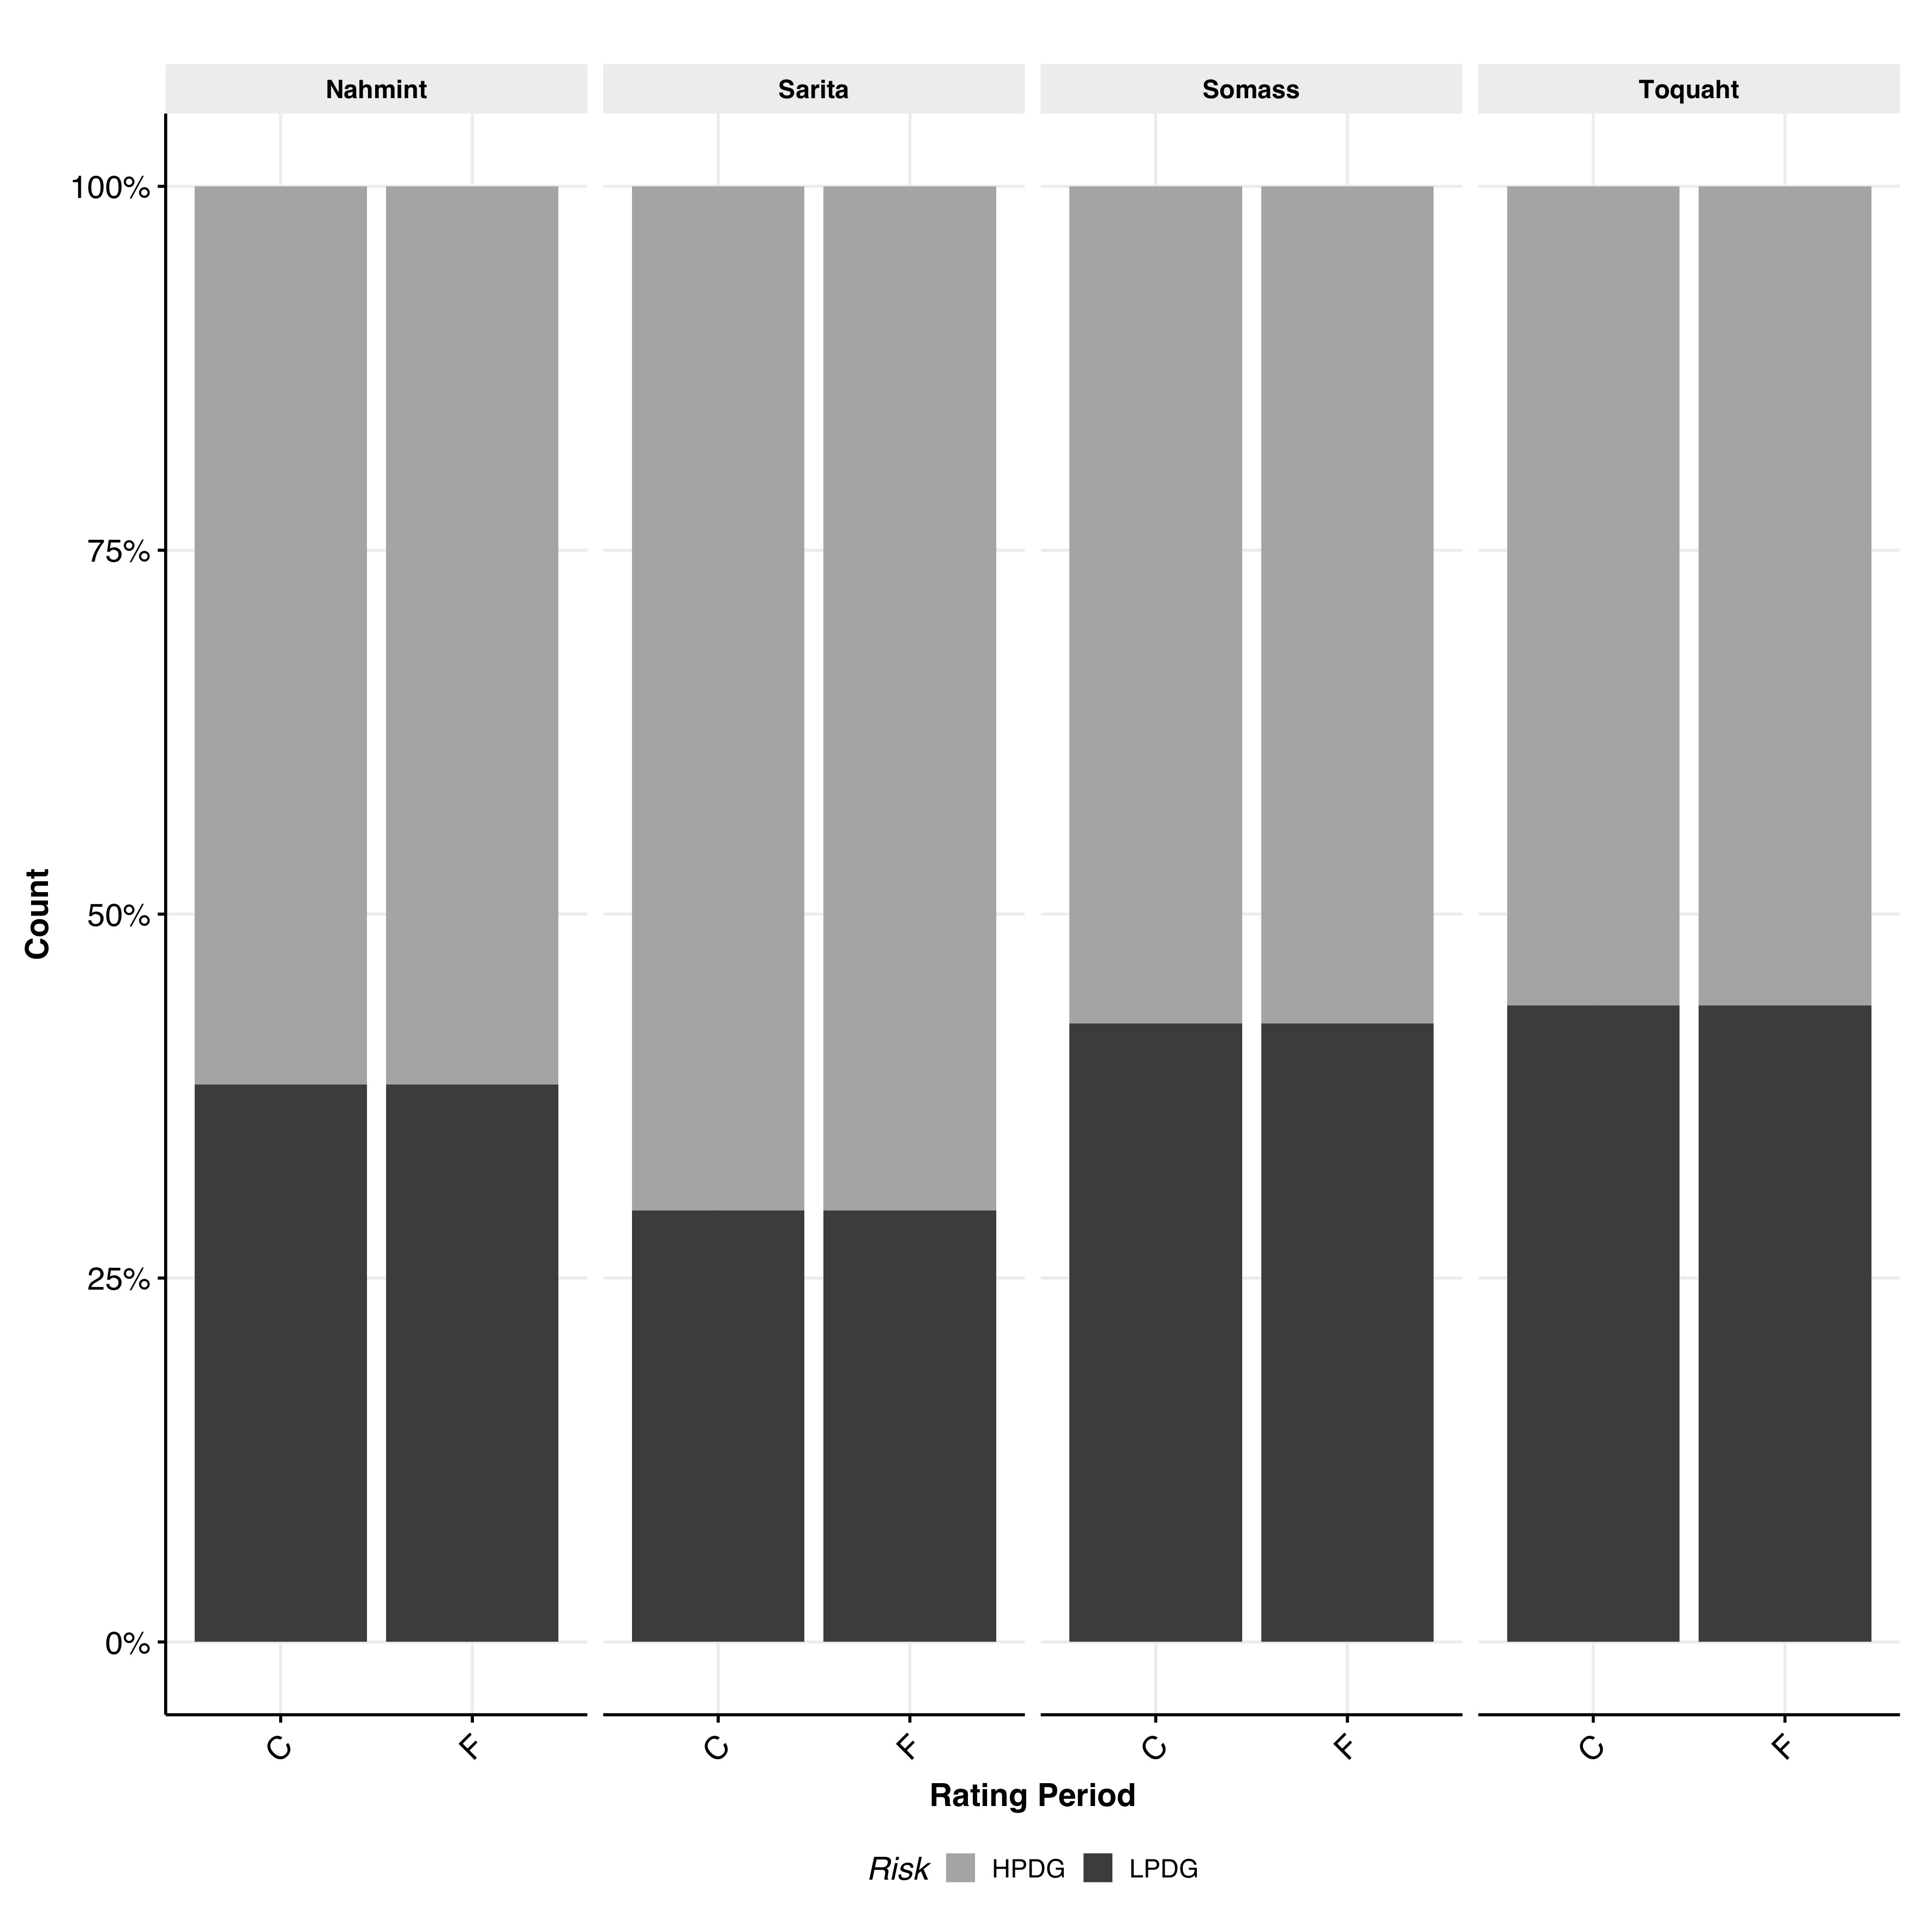 Nahmint Sarita Somass Toquaht
100%
75%
50%
25%
0%
Count
C F C F C F C F
Rating Period
Risk HPDG LPDG